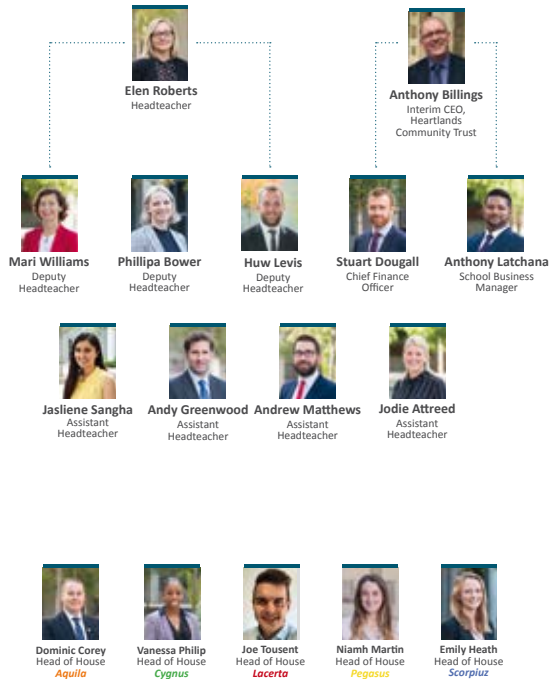 Elen Roberts
Headteacher
Anthony Billings
Interim CEO,
Heartlands
Community Trust
Mari Williams
Deputy
Headteacher
Phillipa Bower
Deputy
Headteacher
Huw Levis
Deputy
Headteacher
Stuart Dougall
Chief Finance
Officer
Anthony Latchana
School Business
Manager
Jasliene Sangha
Assistant
Headteacher
Andy Greenwood
Assistant
Headteacher
Andrew Matthews
Assistant
Headteacher
Jodie Attreed
Assistant
Headteacher
Dominic Corey
Head of House
Aquila
Vanessa Philip
Head of House
Cygnus
Joe Tousent
Head of House
Lacerta
Niamh Martin
Head of House
Pegasus
Emily Heath
Head of House
Scorpiuz